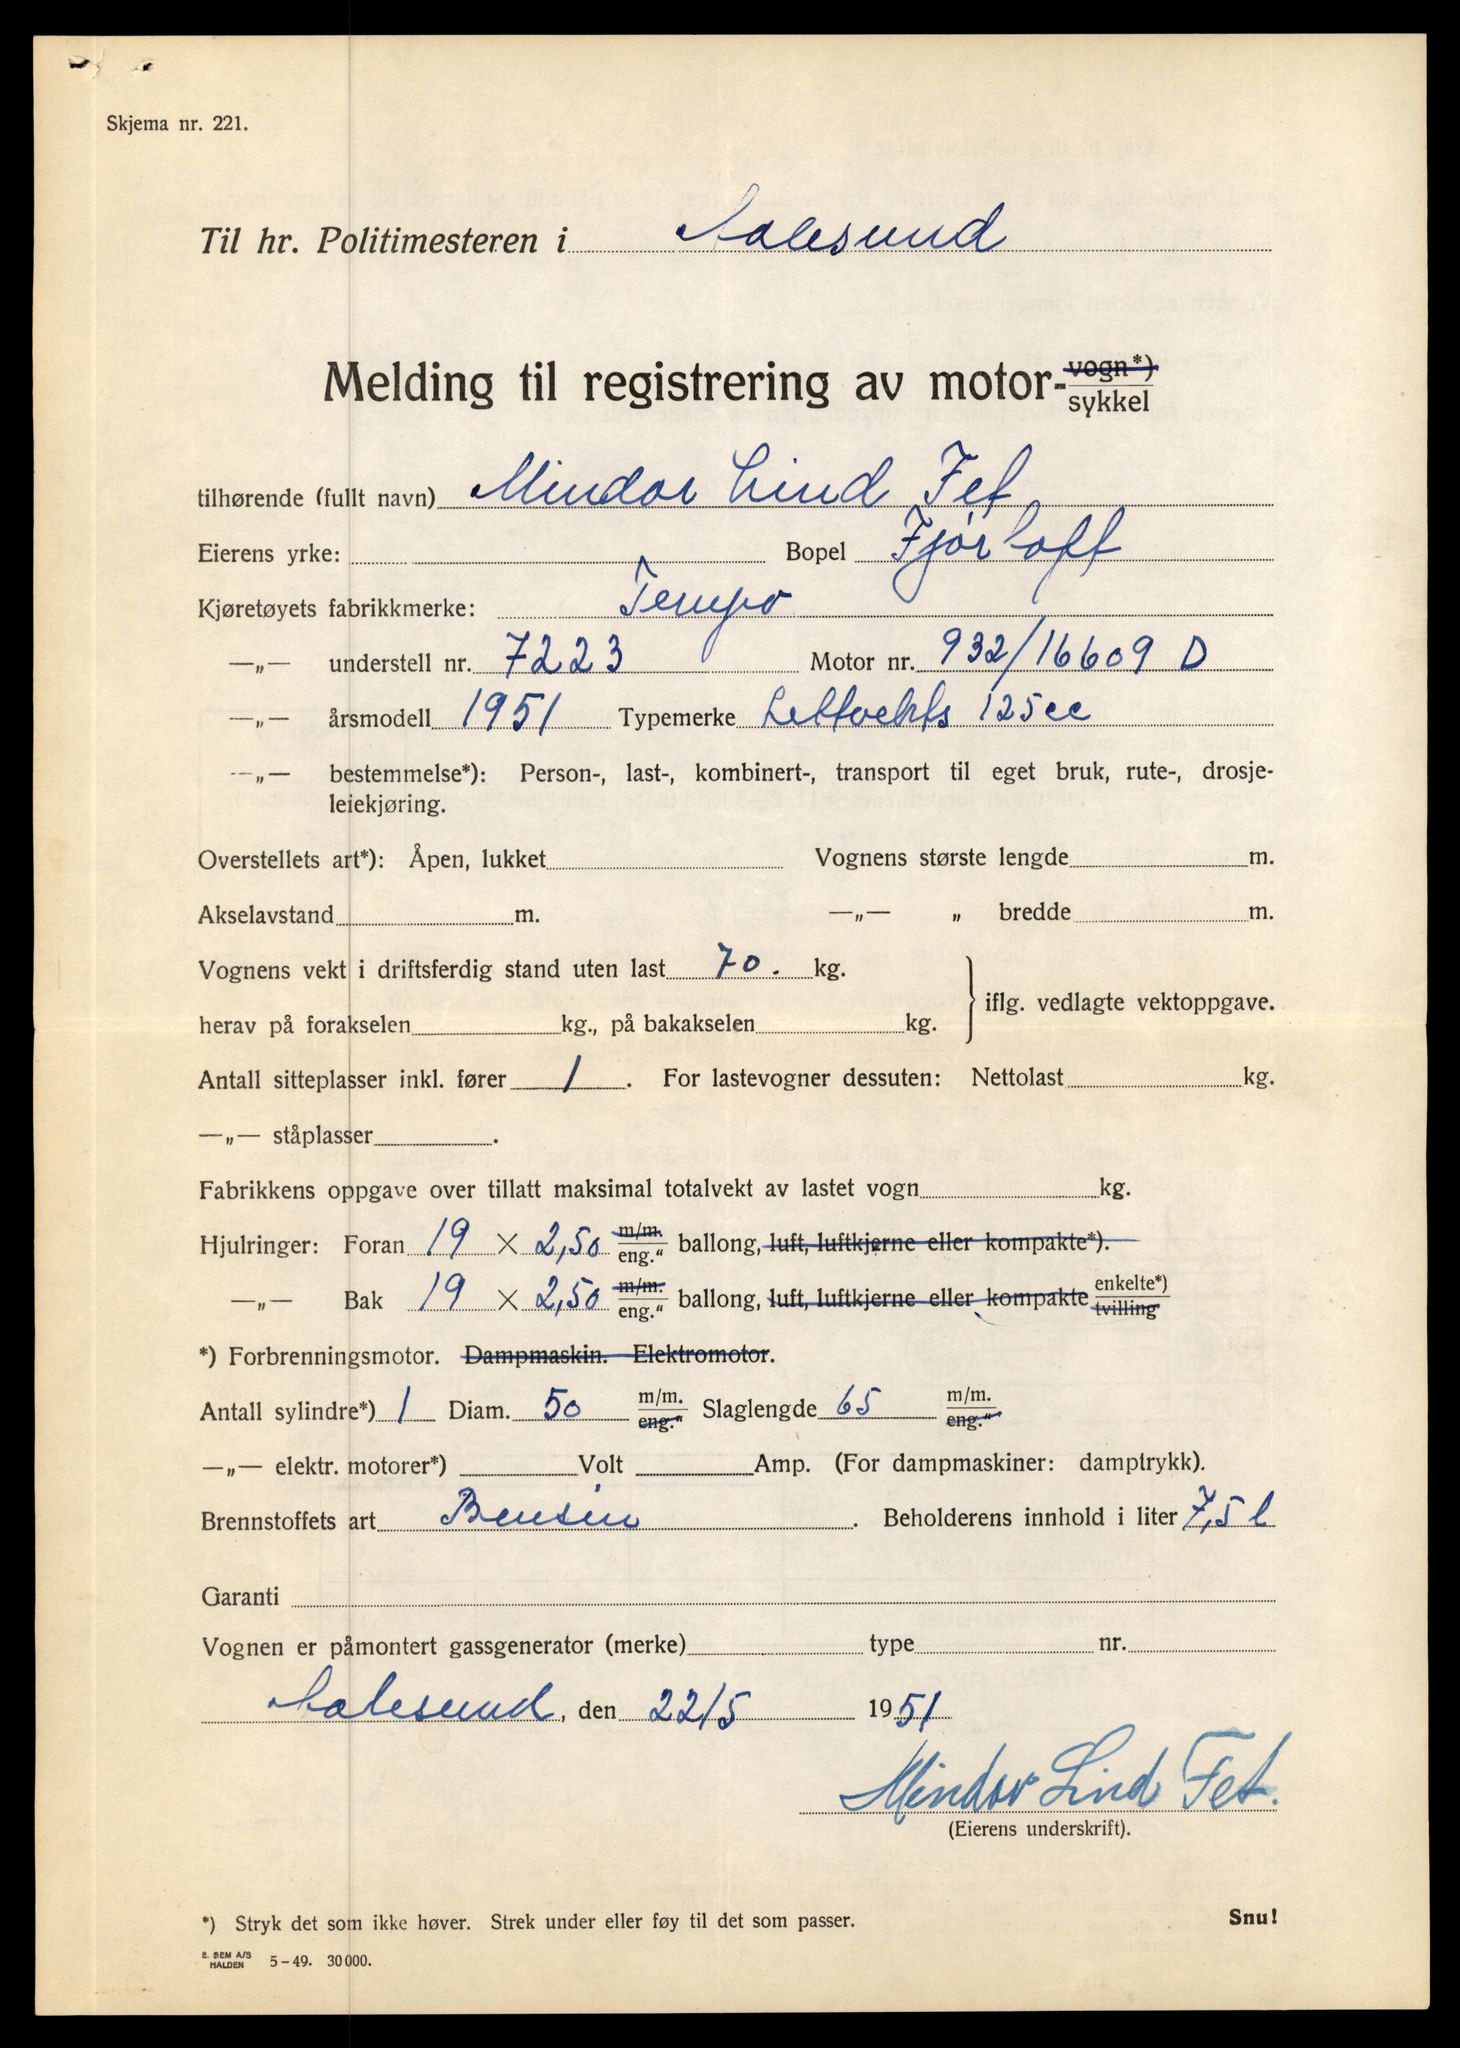 Skjema nr. 221.
Til hr. Politimesteren i Aalesund
Melding til registrering av motor-vogn*)
sykkel
tilhørende (fullt navn) Mindor Lind Fet
Eierens yrke: Bopel Fjørtoft
Kjøretøyets fabrikkmerke: Tempo
—„— understell nr. 7223 Motor nr. 932/16609 D
—„— årsmodell 1951 Typemerke Lettvekts 125cc
—„— bestemmelse*): Person-, last-, kombinert-, transport til eget bruk, rute-, drosje-
leiekjøring.
Overstellets art*): Åpen, lukket Vognens største lengde m.
Akselavstand m. —„— „ bredde m.
Vognens vekt i driftsferdig stand uten last 70. kg.
iflg. vedlagte vektoppgave.
herav på forakselen kg., på bakakselen kg.
Antall sitteplasser inkl. fører 1. For lastevogner dessuten: Nettolast kg.
—„— ståplasser .
Fabrikkens oppgave over tillatt maksimal totalvekt av lastet vogn kg.
Hjulringer: Foran 19 × 2,50 m/m. eng.“ ballong, luft, luftkjerne eller kompakte*).
—„— Bak 19 × 2,50 m/m. eng.“ ballong, luft, luftkjerne eller kompakte enkelte*) tvilling
*) Forbrenningsmotor. Dampmaskin. Elektromotor.
Antall sylindre*) 1 Diam. 50 m/m. eng.“ Slaglengde 65 m/m. eng.“
—„— elektr. motorer*) Volt Amp. (For dampmaskiner: damptrykk).
Brennstoffets art Bensin. Beholderens innhold i liter 7,5 l
Garanti
Vognen er påmontert gassgenerator (merke) type nr.
Aalesund, den 22/5 1951
Mindor Lind Fet.
(Eierens underskrift).
*) Stryk det som ikke høver. Strek under eller føy til det som passer. Snu!
E. SEM A/S
HALDEN 5-49. 30000.